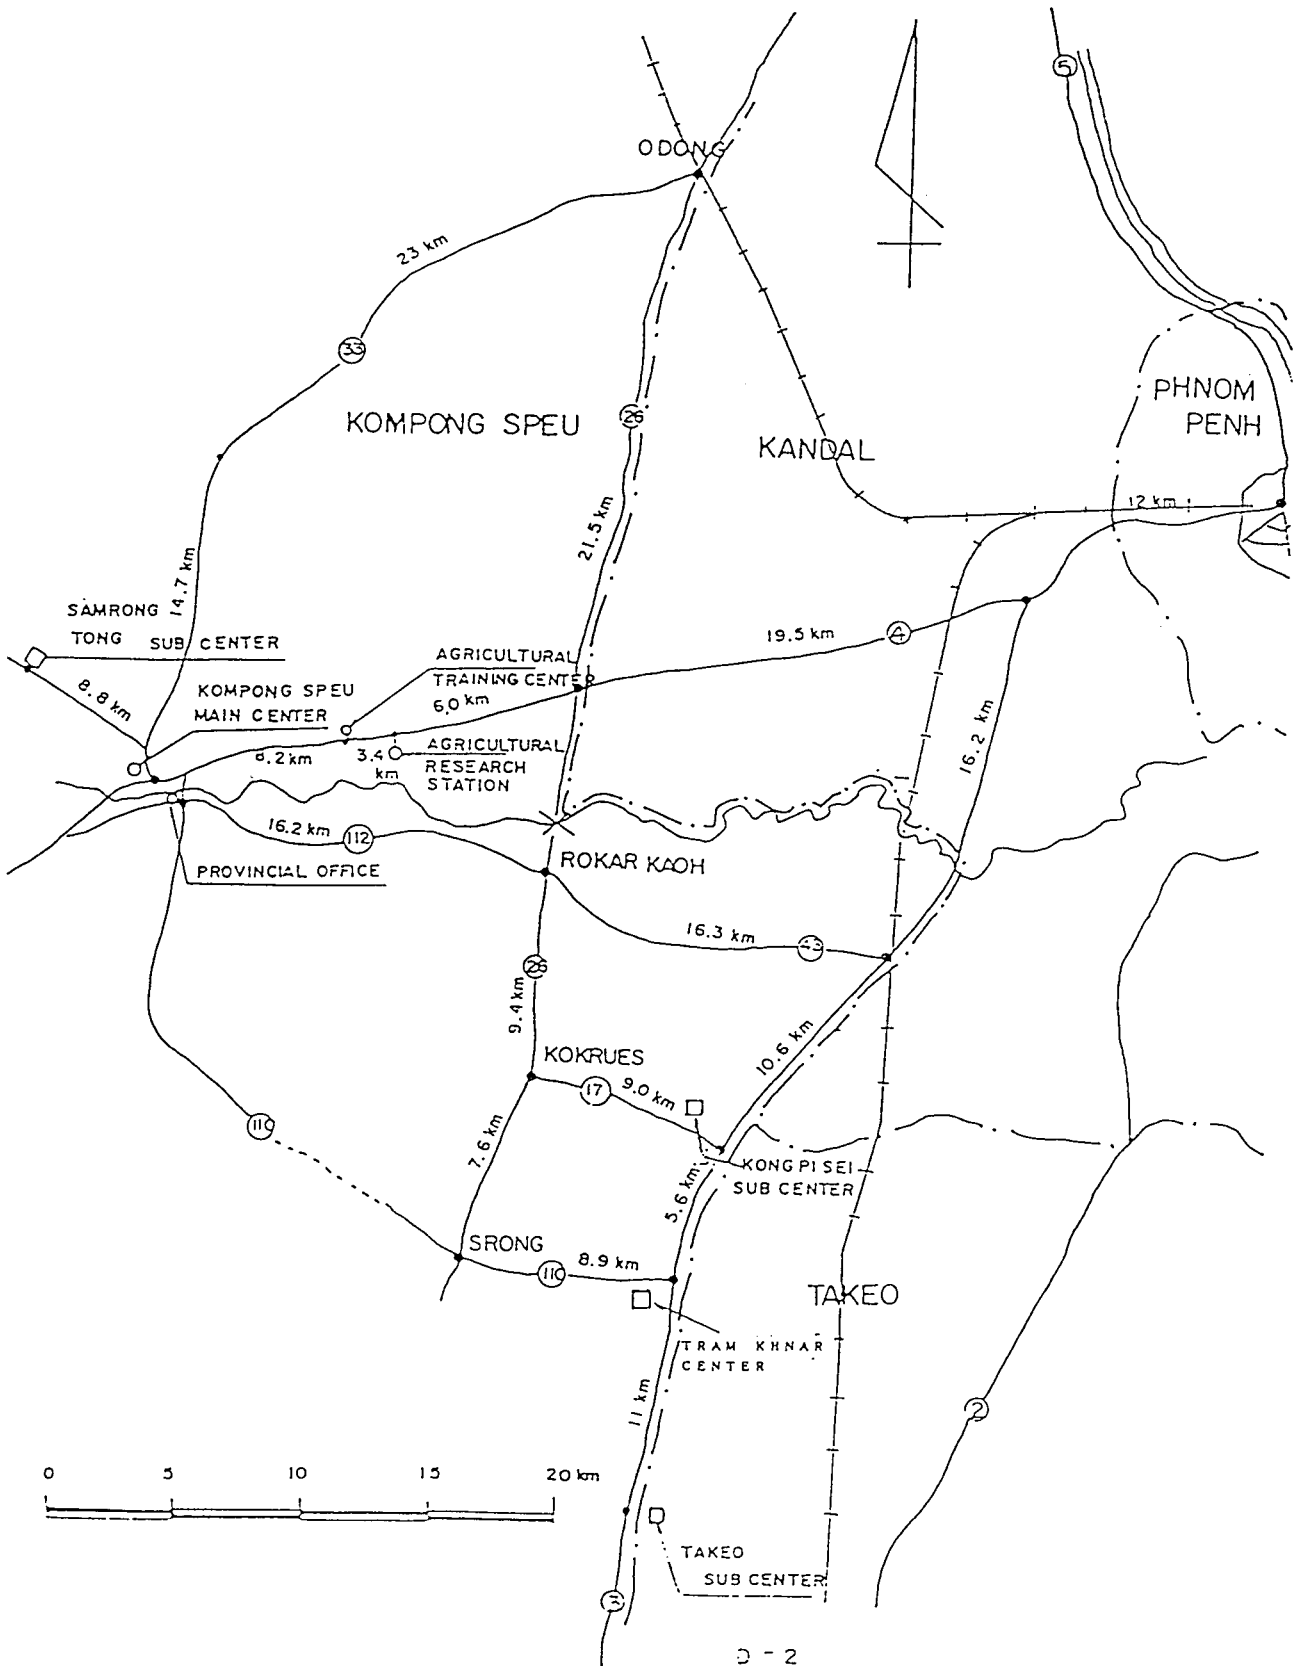 5
ODONG
23 km
33
PHNOM
PENH
KOMPONG SPEU
26
KANDAL
12 km
21.5 km
14.7 km
SAMRONG
TONG SUB CENTER
19.5 km
4
AGRICULTURAL
TRAINING CENTER
8.8 km
KOMPONG SPEU
MAIN CENTER
6.0 km
16.2 km
8.2 km
3.4
km
AGRICULTURAL
RESEARCH
STATION
16.2 km
112
ROKAR KAOH
PROVINCIAL OFFICE
16.3 km
43
26
9.4 km
10.6 km
KOKRUES
17
9.0 km
110
7.6 km
KONG PI SEI
SUB CENTER
5.6 km
SRONG
8.9 km
110
TAKEO
TRAM KHNAR
CENTER
11 km
2
0 5 10 15 20 km
TAKEO
SUB CENTER
3
D - 2